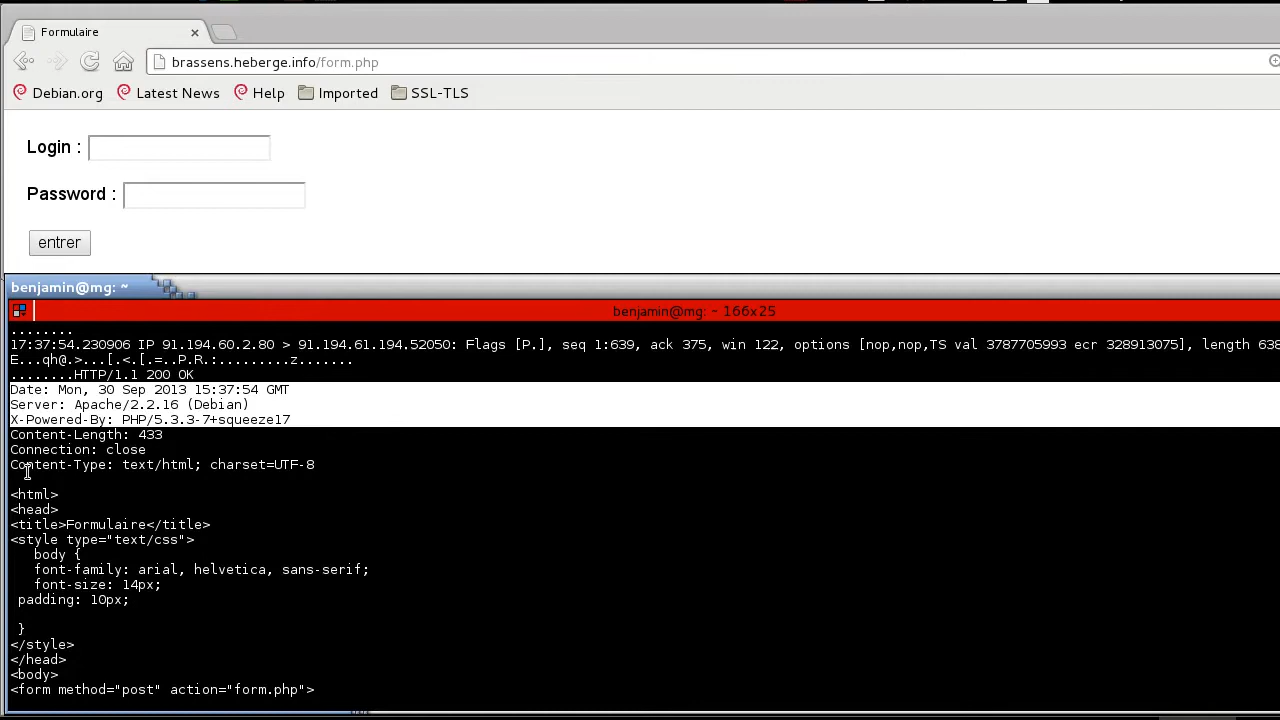 Formulaire
brassens.heberge.info/form.php
Debian.org Latest News Help Imported SSL-TLS
Login :
Password :
entrer
benjamin@mg: ~
benjamin@mg: ~ 166x25
........
17:37:54.230906 IP 91.194.60.2.80 > 91.194.61.194.52050: Flags [P.], seq 1:639, ack 375, win 122, options [nop,nop,TS val 3787705993 ecr 328913075], length 638
E...qh@.>...[.<.[.=..P.R.:.........z.......
........HTTP/1.1 200 OK
Date: Mon, 30 Sep 2013 15:37:54 GMT
Server: Apache/2.2.16 (Debian)
X-Powered-By: PHP/5.3.3-7+squeeze17
Content-Length: 433
Connection: close
Content-Type: text/html; charset=UTF-8
<html>
<head>
<title>Formulaire</title>
<style type="text/css">
body {
font-family: arial, helvetica, sans-serif;
font-size: 14px;
padding: 10px;
}
</style>
</head>
<body>
<form method="post" action="form.php">